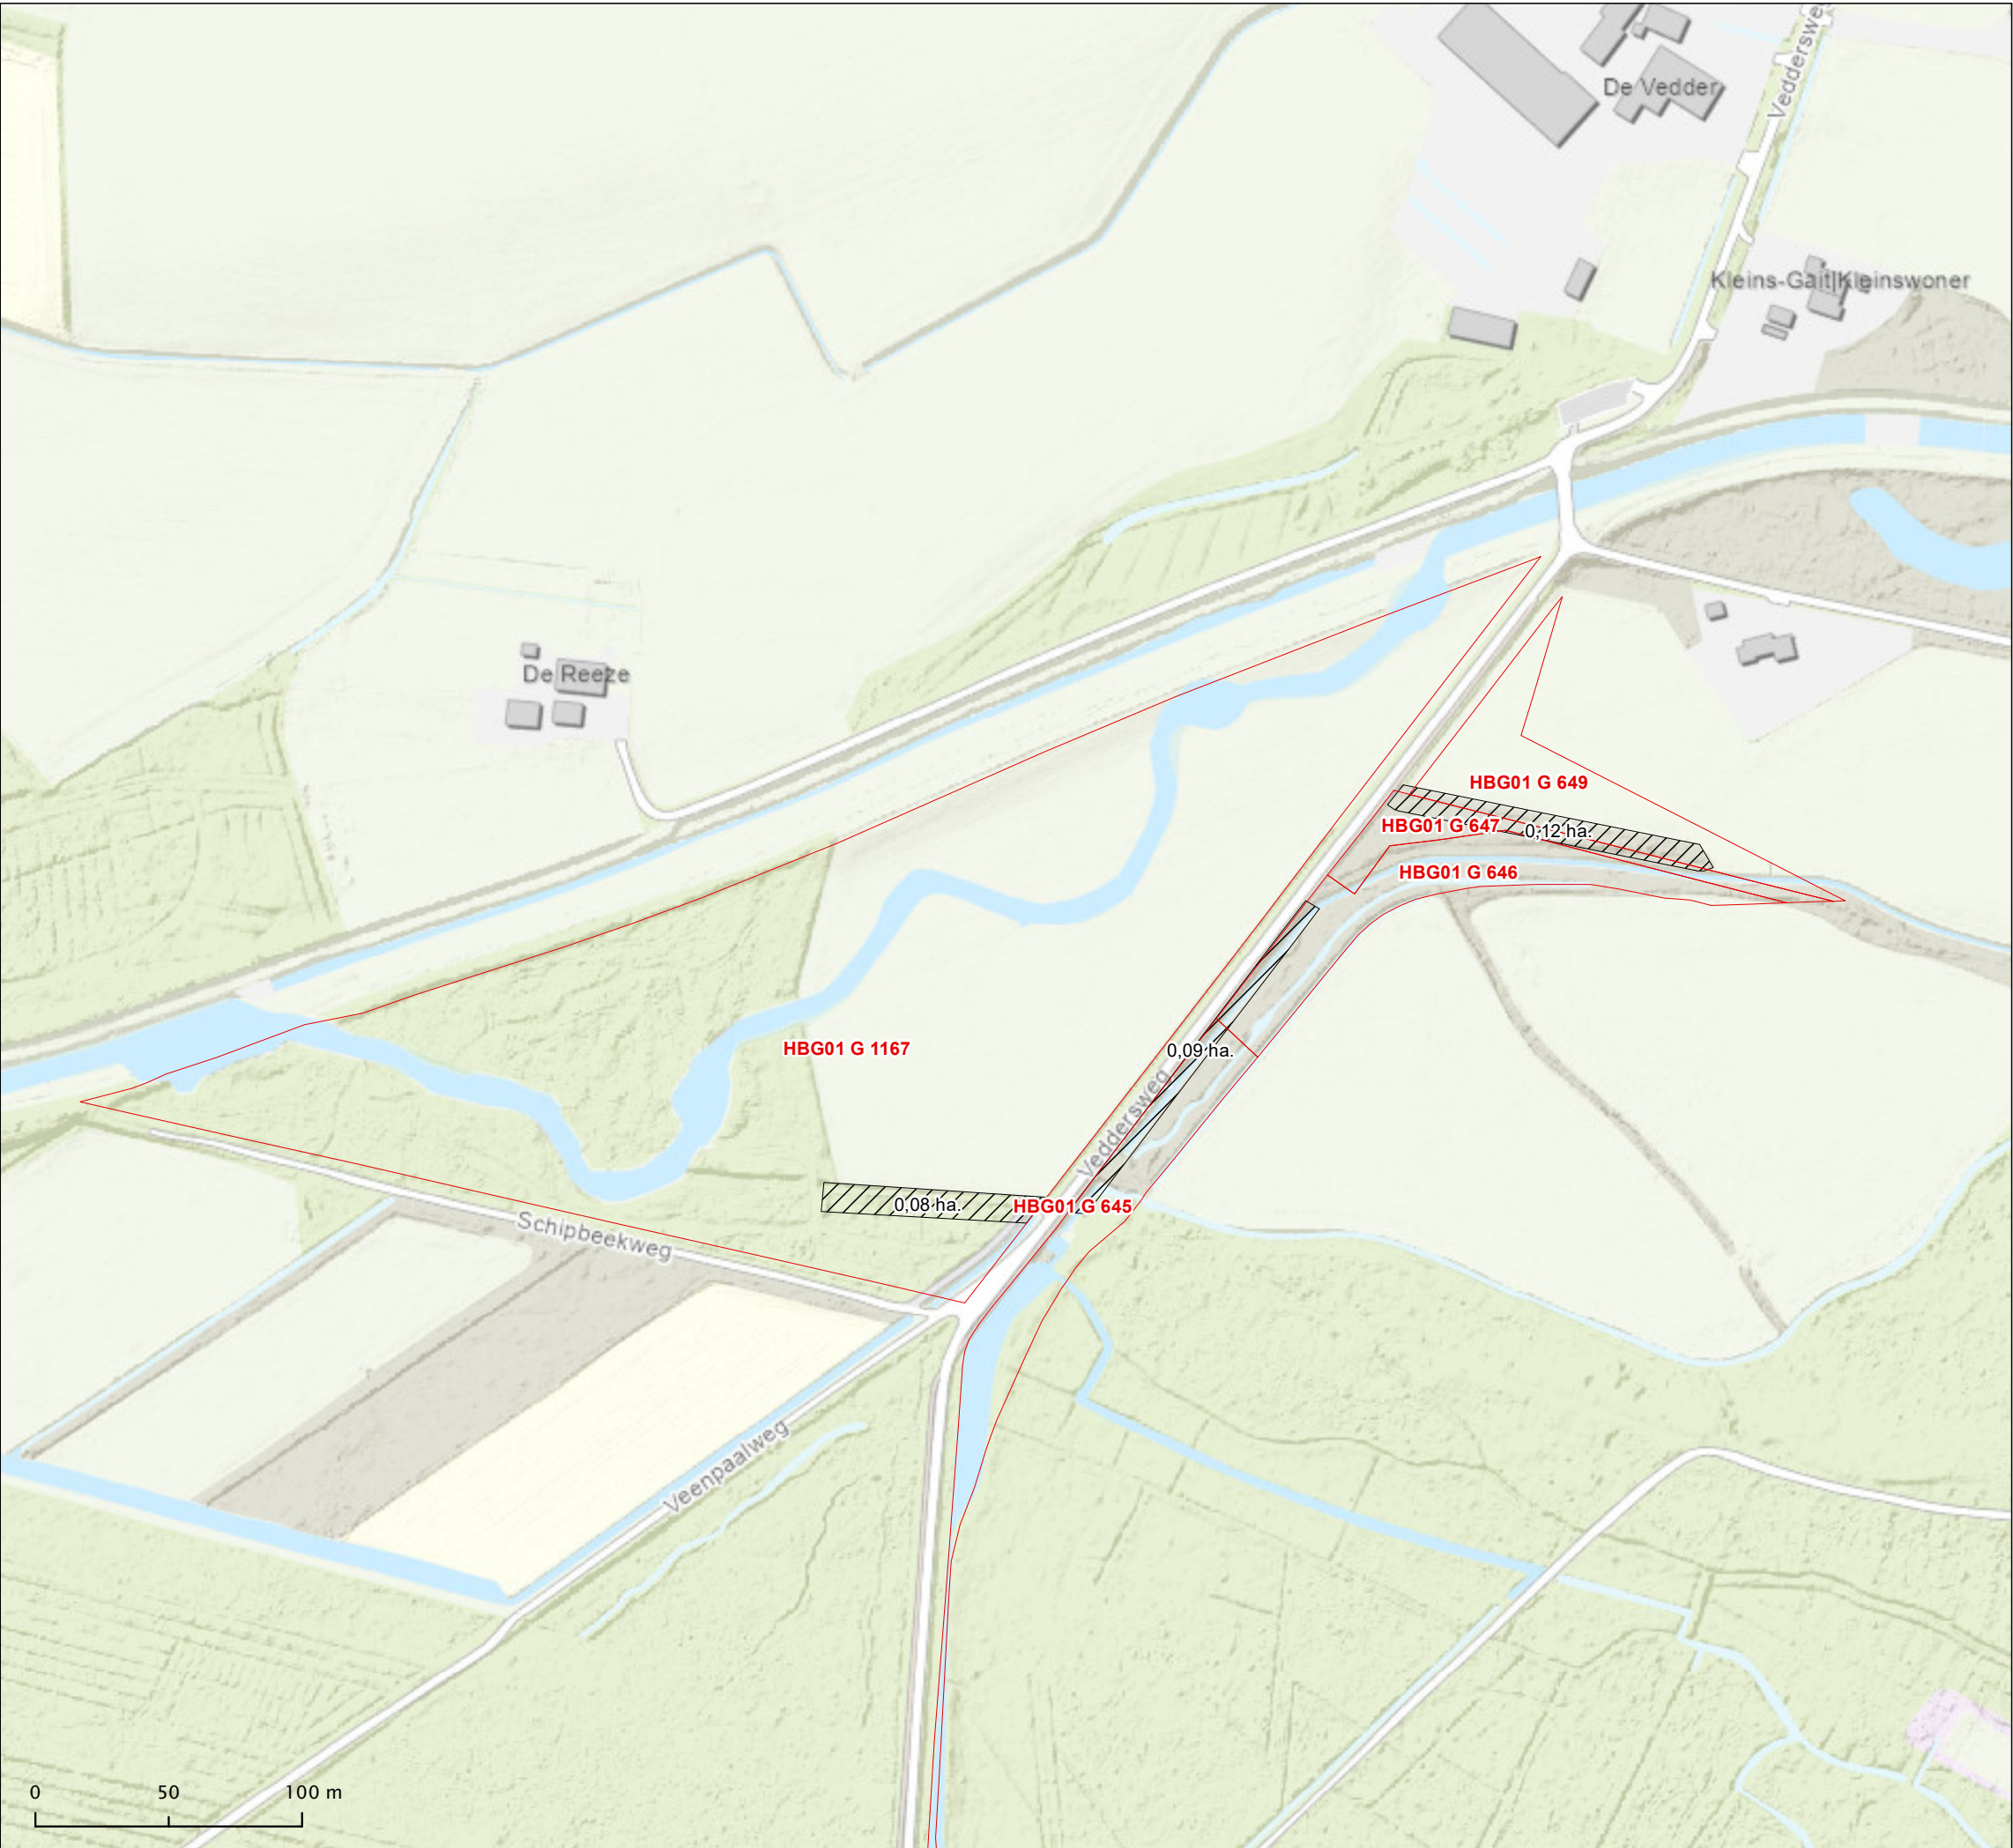 Veddersweg
De Vedder
Kleins-Gait|Kleinswoner
De Reeze
HBG01 G 649
HBG01 G 647
0,12 ha.
HBG01 G 646
HBG01 G 1167
0,09 ha.
Veddersweg
0,08 ha.
HBG01 G 645
Schipbeekweg
Veenpaalweg
0 50 100 m